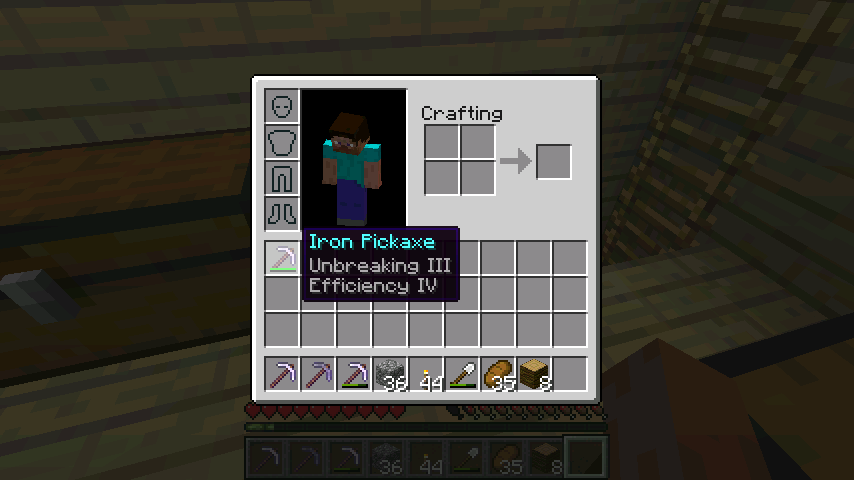 Crafting
Iron Pickaxe
Unbreaking III
Efficiency IV
36 44 35 8
36 44 35 8